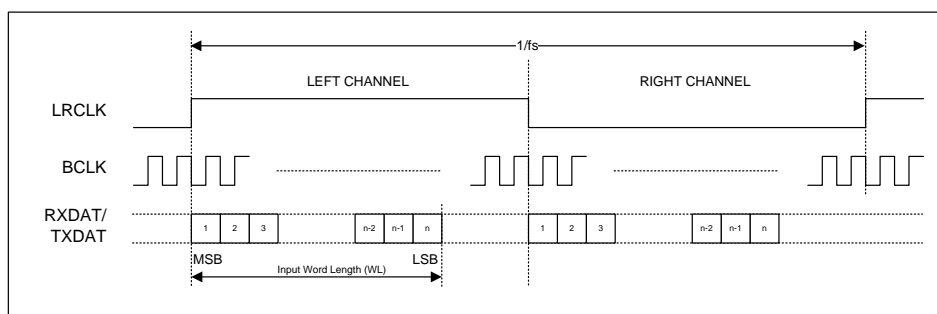 1/fs
LEFT CHANNEL RIGHT CHANNEL
LRCLK
BCLK
RXDAT/
TXDAT
1 2 3 n-2 n-1 n 1 2 3 n-2 n-1 n
MSB LSB
Input Word Length (WL)